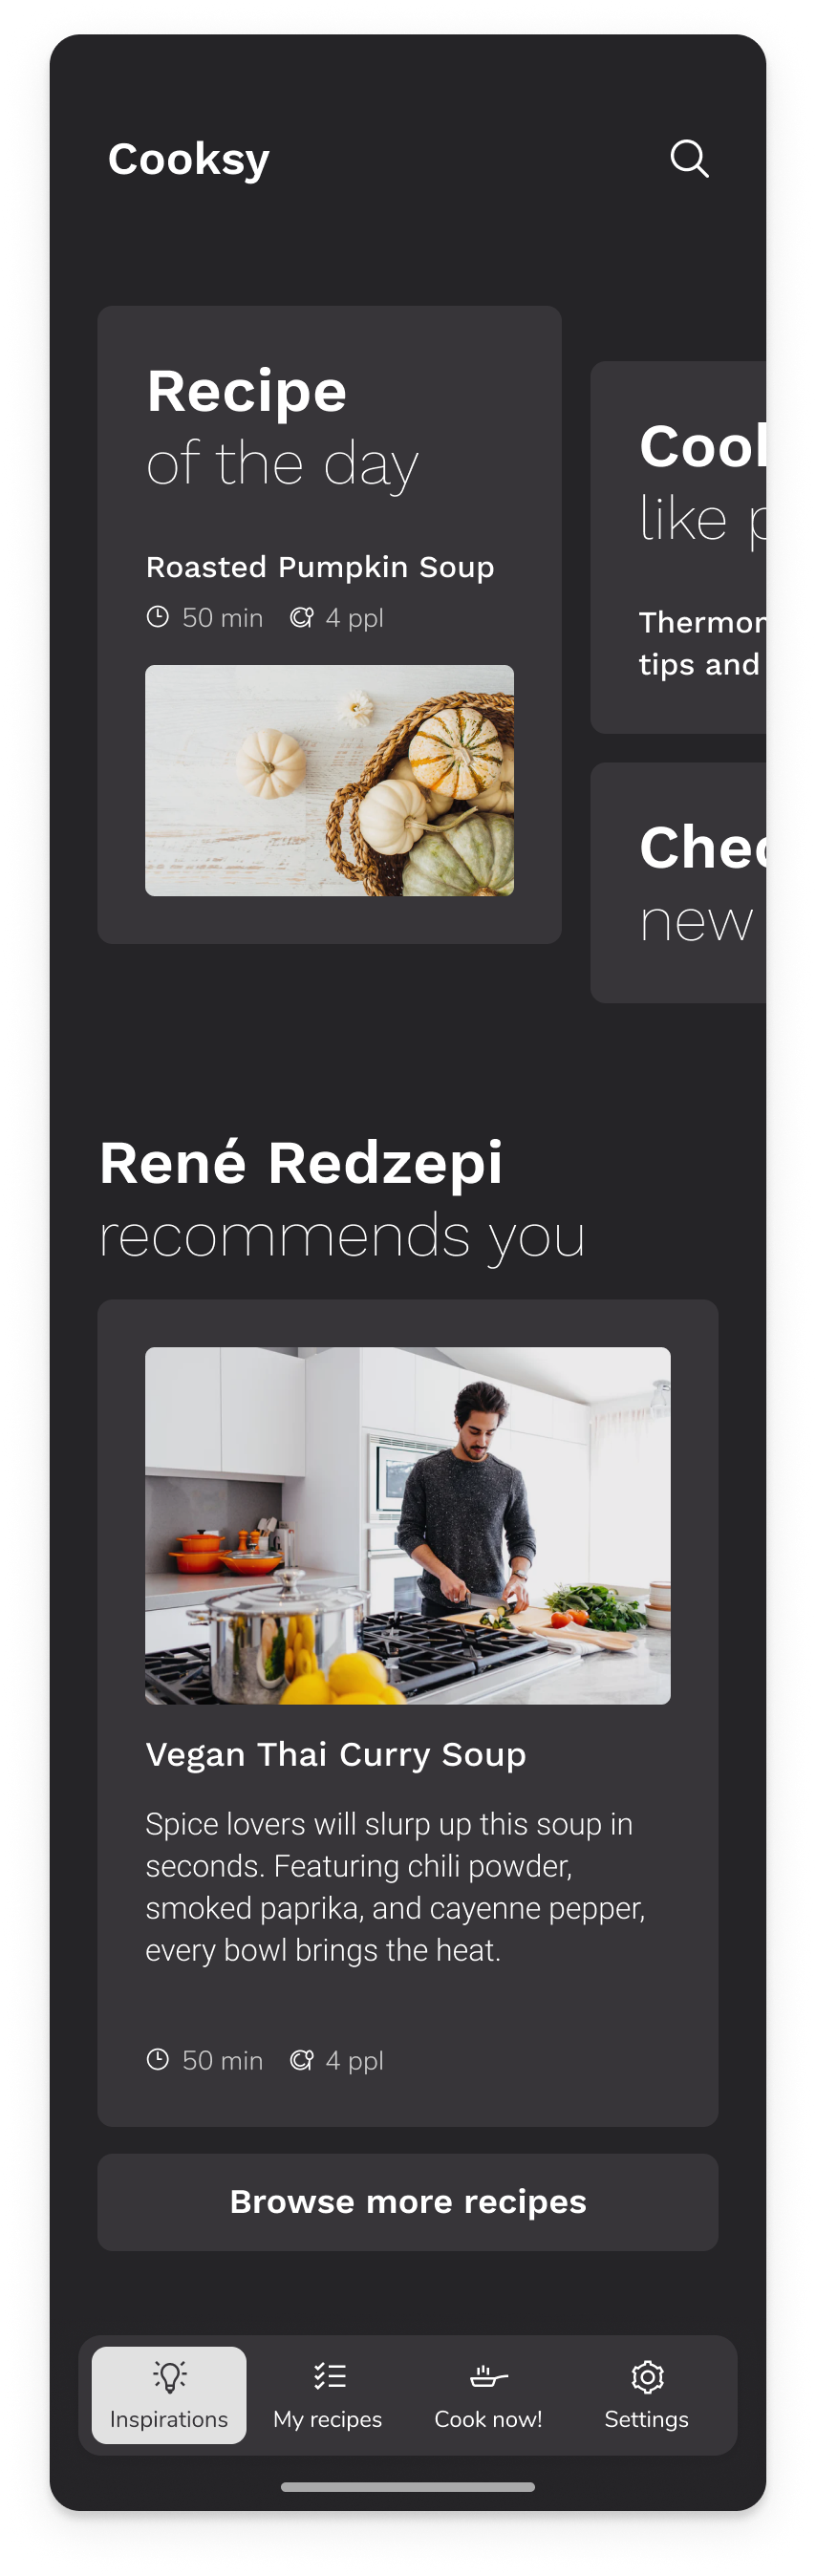 Cooksy
Recipe
of the day
Roasted Pumpkin Soup
50 min 4 ppl
like
tips and
new
René Redzepi
recommends you
Vegan Thai Curry Soup
Spice lovers will slurp up this soup in
seconds. Featuring chili powder,
smoked paprika, and cayenne pepper,
every bowl brings the heat.
50 min 4 ppl
Browse more recipes
Inspirations
My recipes
Cook now!
Settings